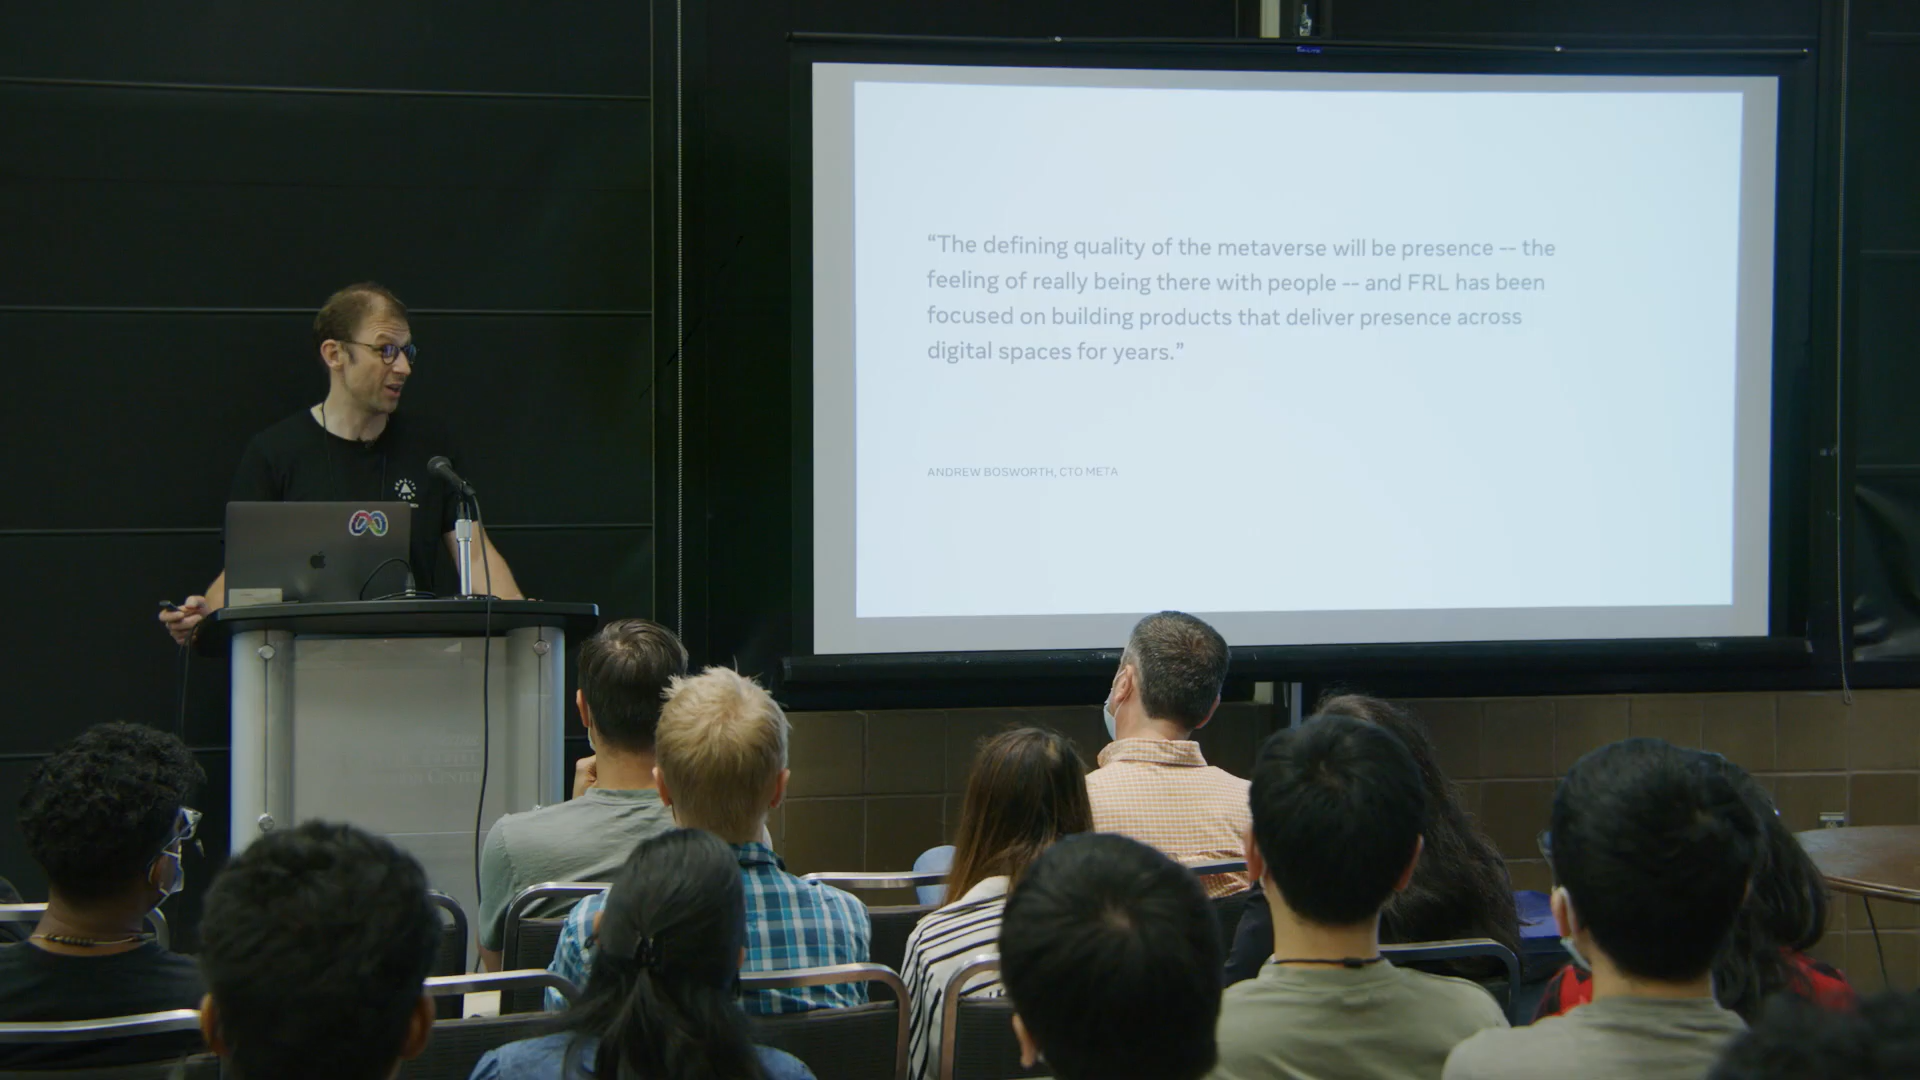 “The defining quality of the metaverse will be presence -- the
feeling of really being there with people -- and FRL has been
focused on building products that deliver presence across
digital spaces for years.”
ANDREW BOSWORTH, CTO META